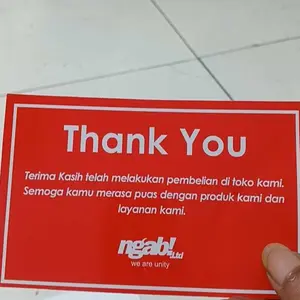 Thank You
Terima Kasih telah melakukan pembelian di toko kami.
Semoga kamu merasa puas dengan produk kami dan
layanan kami.
ngab!.Ltd
we are unity